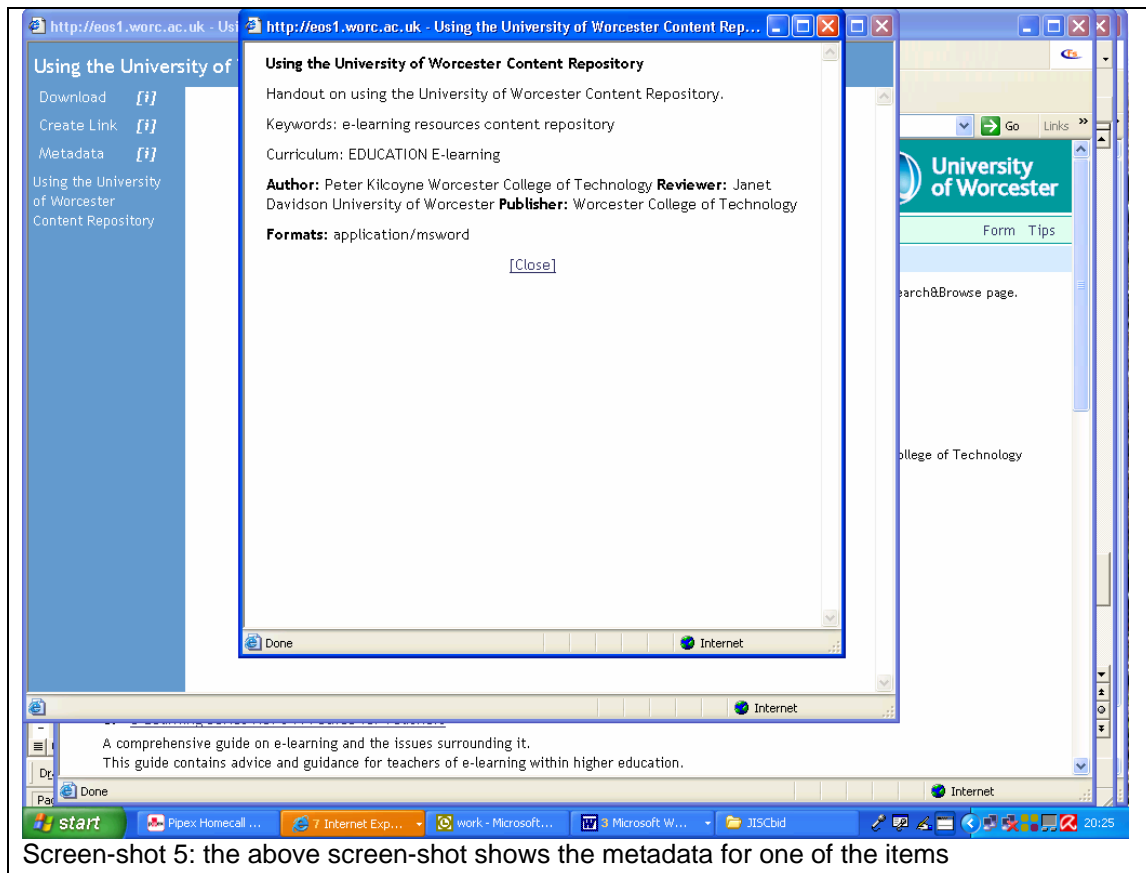 http://eos1.worc.ac.uk - Usi
http://eos1.worc.ac.uk - Using the University of Worcester Content Rep...
Using the University of
Download [i]
Create Link [i]
Metadata [i]
Using the University
of Worcester
Content Repository
Using the University of Worcester Content Repository
Handout on using the University of Worcester Content Repository.
Keywords: e-learning resources content repository
Curriculum: EDUCATION E-learning
Author: Peter Kilcoyne Worcester College of Technology Reviewer: Janet
Davidson University of Worcester Publisher: Worcester College of Technology
Formats: application/msword
[Close]
Done
Internet
Go Links »
University
of Worcester
Form Tips
earch&Browse page.
ollege of Technology
Internet
A comprehensive guide on e-learning and the issues surrounding it.
This guide contains advice and guidance for teachers of e-learning within higher education.
Done
Internet
start
Pipex Homecall ...
7 Internet Exp...
work - Microsoft...
3 Microsoft W...
JISCbid
20:25
Screen-shot 5: the above screen-shot shows the metadata for one of the items